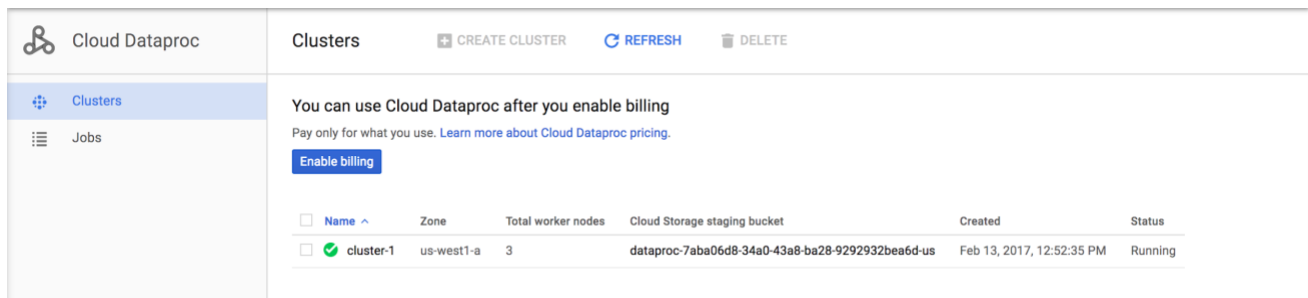 Cloud Dataproc
Clusters
CREATE CLUSTER
REFRESH
DELETE
Clusters
Jobs
You can use Cloud Dataproc after you enable billing
Pay only for what you use. Learn more about Cloud Dataproc pricing.
Enable billing
Name Zone Total worker nodes Cloud Storage staging bucket Created Status
cluster-1 us-west1-a 3 dataproc-7aba06d8-34a0-43a8-ba28-9292932bea6d-us Feb 13, 2017, 12:52:35 PM Running